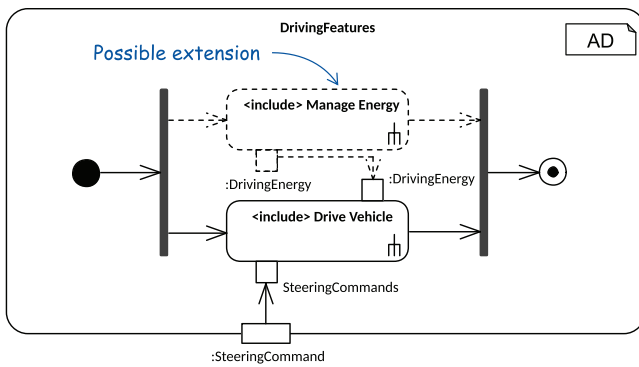 DrivingFeatures
AD
Possible extension
<include> Manage Energy
:DrivingEnergy
:DrivingEnergy
<include> Drive Vehicle
SteeringCommands
:SteeringCommand